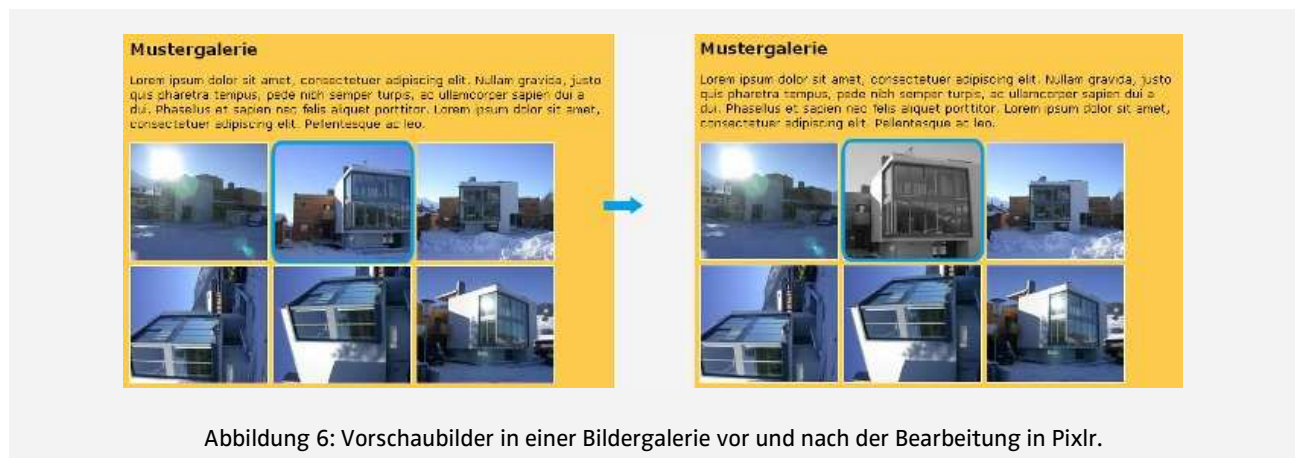 Mustergalerie
Lorem ipsum dolor sit amet, consectetuer adipiscing elit. Nullam gravida, justo
quis pharetra tempus, pede nibh semper turpis, ac ullamcorper sapien dui a
dui. Phasellus et sapien nec felis aliquet porttitor. Lorem ipsum dolor sit amet,
consectetuer adipiscing elit. Pellentesque ac leo.
Mustergalerie
Lorem ipsum dolor sit amet, consectetuer adipiscing elit. Nullam gravida, justo
quis pharetra tempus, pede nibh semper turpis, ac ullamcorper sapien dui a
dui. Phasellus et sapien nec felis aliquet porttitor. Lorem ipsum dolor sit amet,
consectetuer adipiscing elit. Pellentesque ac leo.
Abbildung 6: Vorschaubilder in einer Bildergalerie vor und nach der Bearbeitung in Pixlr.